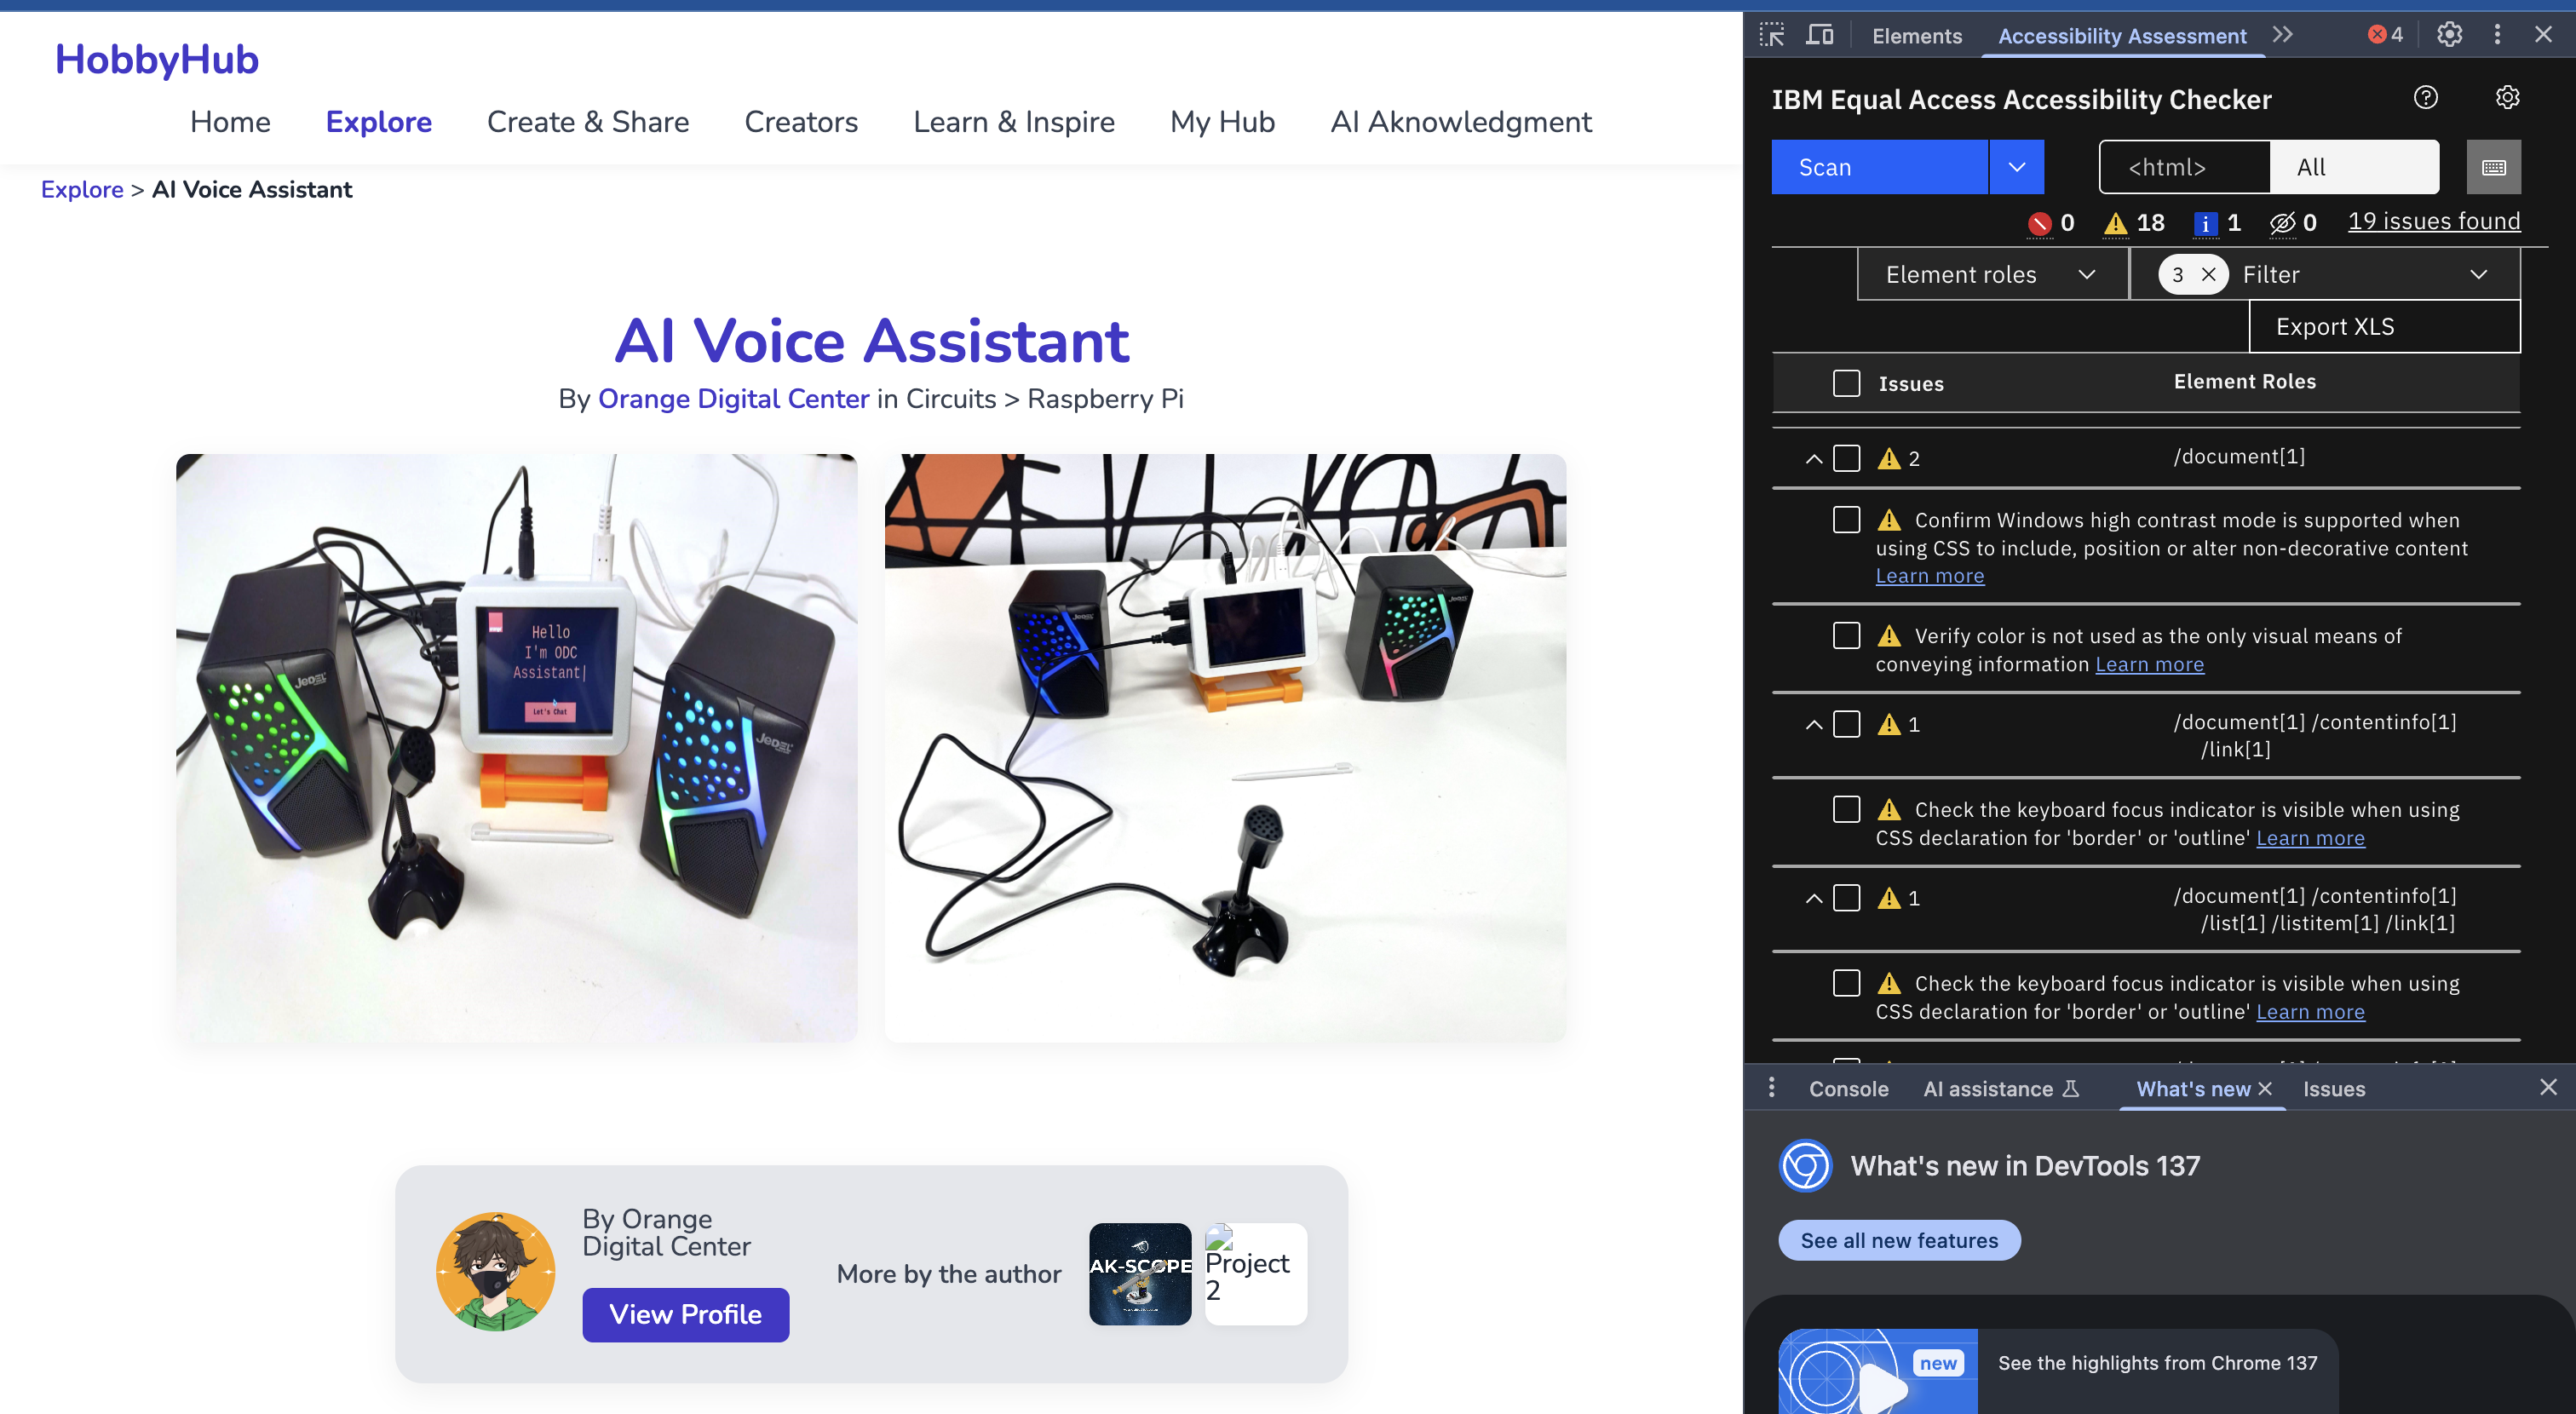 HobbyHub
Home Explore Create & Share Creators Learn & Inspire My Hub AI Aknowledgment
Explore > AI Voice Assistant
AI Voice Assistant
By Orange Digital Center in Circuits > Raspberry Pi
Hello
I'm ODC
Assistant|
Let's Chat
JEDEL
JEDEL
By Orange
Digital Center
View Profile
More by the author
AK-SCOPE
Project
2
Elements Accessibility Assessment 4
IBM Equal Access Accessibility Checker
Scan <html> All
0 18 1 0 19 issues found
Element roles 3 Filter
Export XLS
Issues Element Roles
2 /document[1]
Confirm Windows high contrast mode is supported when
using CSS to include, position or alter non-decorative content
Learn more
Verify color is not used as the only visual means of
conveying information Learn more
1 /document[1] /contentinfo[1]
/link[1]
Check the keyboard focus indicator is visible when using
CSS declaration for 'border' or 'outline' Learn more
1 /document[1] /contentinfo[1]
/list[1] /listitem[1] /link[1]
Check the keyboard focus indicator is visible when using
CSS declaration for 'border' or 'outline' Learn more
Console AI assistance What's new Issues
What's new in DevTools 137
See all new features
new See the highlights from Chrome 137